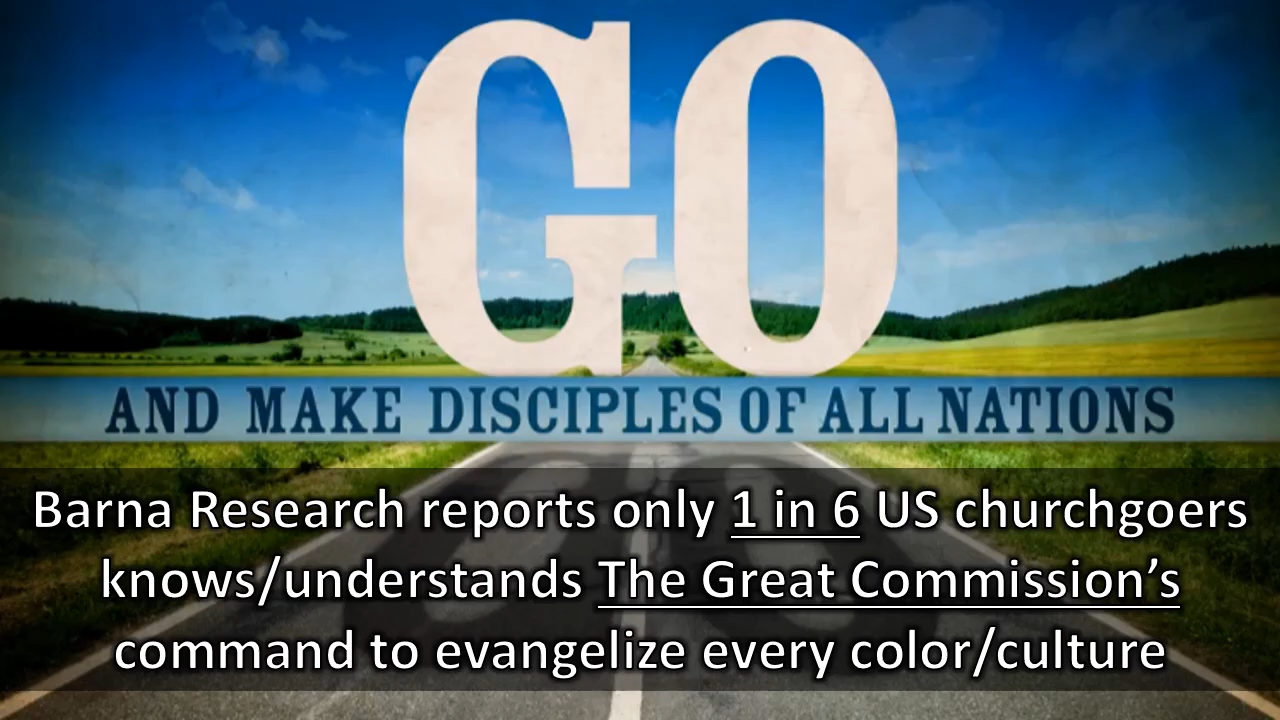 GO
AND MAKE DISCIPLES OF ALL NATIONS
Barna Research reports only 1 in 6 US churchgoers
knows/understands The Great Commission’s
command to evangelize every color/culture